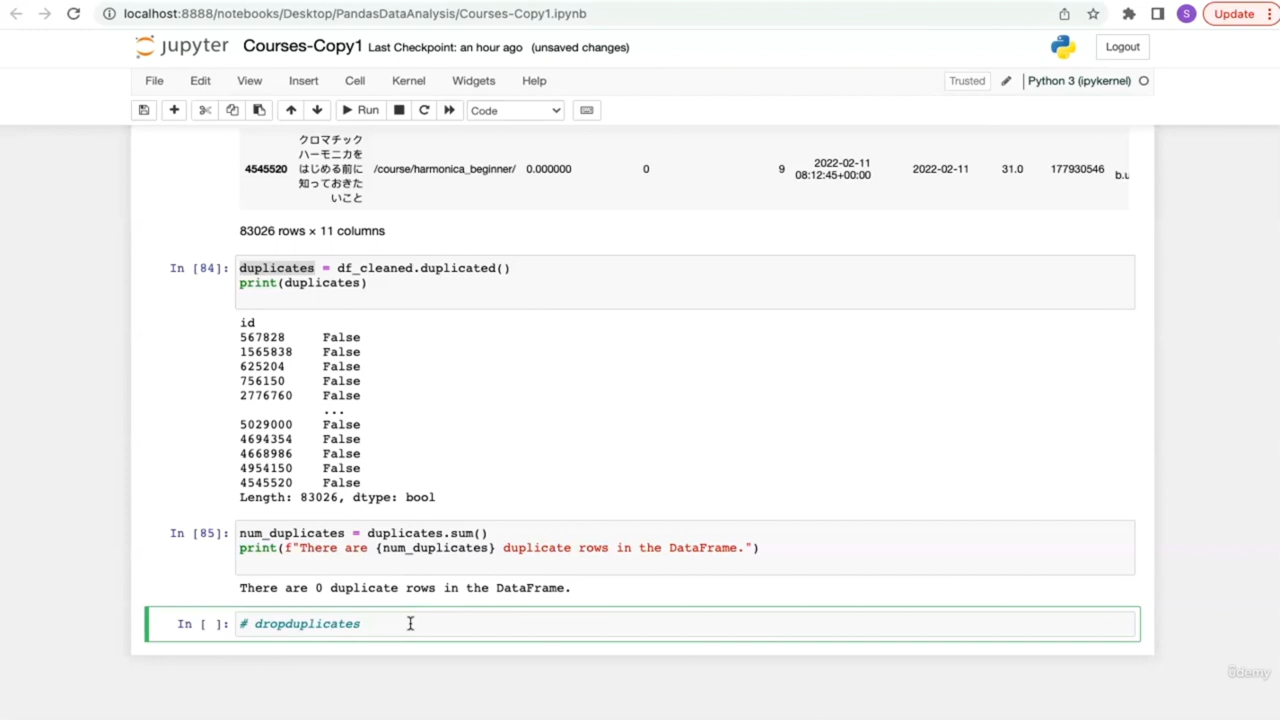 localhost:8888/notebooks/Desktop/PandasDataAnalysis/Courses-Copy1.ipynb
S
Update
jupyter Courses-Copy1 Last Checkpoint: an hour ago (unsaved changes)
Logout
File Edit View Insert Cell Kernel Widgets Help
Trusted
Python 3 (ipykernel)
Run
Code
クロマチック
ハーモニカを
はじめる前に
知っておきた
いこと
4545520 /course/harmonica_beginner/ 0.000000 0 9 2022-02-11
08:12:45+00:00 2022-02-11 31.0 177930546 b.u
83026 rows × 11 columns
In [84]: duplicates = df_cleaned.duplicated()
print(duplicates)
id
567828 False
1565838 False
625204 False
756150 False
2776760 False
...
5029000 False
4694354 False
4668986 False
4954150 False
4545520 False
Length: 83026, dtype: bool
In [85]: num_duplicates = duplicates.sum()
print(f"There are {num_duplicates} duplicate rows in the DataFrame.")
There are 0 duplicate rows in the DataFrame.
In [ ]: # dropduplicates
ûdemy